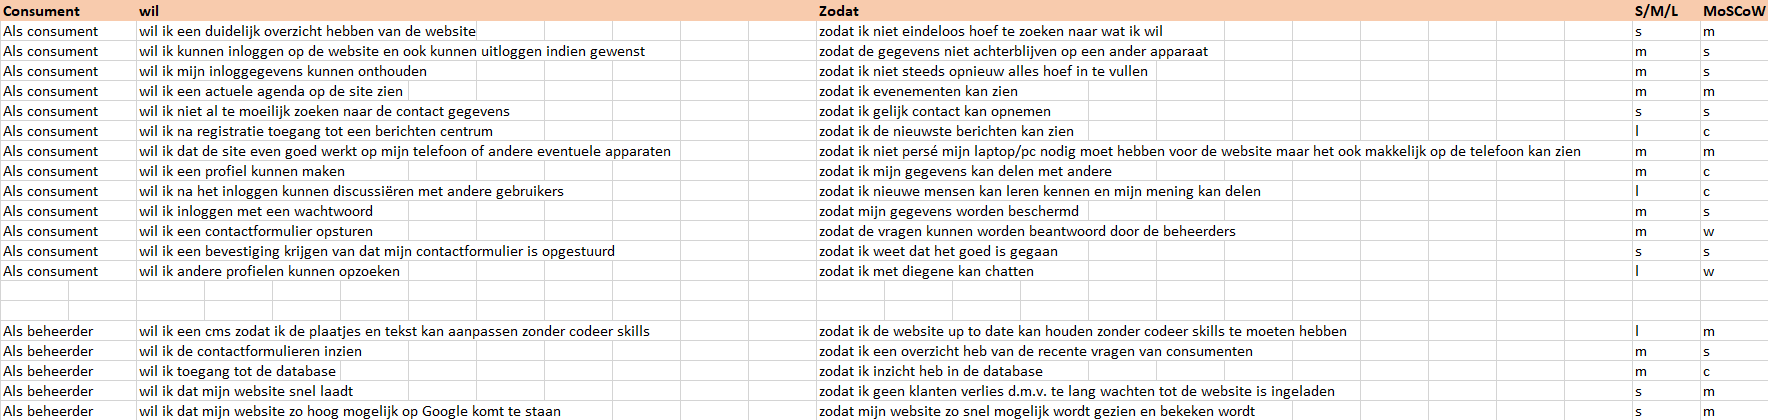 Consument wil Zodat S/M/L MoSCoW
Als consument wil ik een duidelijk overzicht hebben van de website zodat ik niet eindeloos hoef te zoeken naar wat ik wil s m
Als consument wil ik kunnen inloggen op de website en ook kunnen uitloggen indien gewenst zodat de gegevens niet achterblijven op een ander apparaat m s
Als consument wil ik mijn inloggegevens kunnen onthouden zodat ik niet steeds opnieuw alles hoef in te vullen m s
Als consument wil ik een actuele agenda op de site zien zodat ik evenementen kan zien m m
Als consument wil ik niet al te moeilijk zoeken naar de contact gegevens zodat ik gelijk contact kan opnemen s s
Als consument wil ik na registratie toegang tot een berichten centrum zodat ik de nieuwste berichten kan zien l c
Als consument wil ik dat de site even goed werkt op mijn telefoon of andere eventuele apparaten zodat ik niet persé mijn laptop/pc nodig moet hebben voor de website maar het ook makkelijk op de telefoon kan zien m m
Als consument wil ik een profiel kunnen maken zodat ik mijn gegevens kan delen met andere m c
Als consument wil ik na het inloggen kunnen discussiëren met andere gebruikers zodat ik nieuwe mensen kan leren kennen en mijn mening kan delen l c
Als consument wil ik inloggen met een wachtwoord zodat mijn gegevens worden beschermd m s
Als consument wil ik een contactformulier opsturen zodat de vragen kunnen worden beantwoord door de beheerders m w
Als consument wil ik een bevestiging krijgen van dat mijn contactformulier is opgestuurd zodat ik weet dat het goed is gegaan s s
Als consument wil ik andere profielen kunnen opzoeken zodat ik met diegene kan chatten l w
Als beheerder wil ik een cms zodat ik de plaatjes en tekst kan aanpassen zonder codeer skills zodat ik de website up to date kan houden zonder codeer skills te moeten hebben l m
Als beheerder wil ik de contactformulieren inzien zodat ik een overzicht heb van de recente vragen van consumenten m s
Als beheerder wil ik toegang tot de database zodat ik inzicht heb in de database m c
Als beheerder wil ik dat mijn website snel laadt zodat ik geen klanten verlies d.m.v. te lang wachten tot de website is ingeladen s m
Als beheerder wil ik dat mijn website zo hoog mogelijk op Google komt te staan zodat mijn website zo snel mogelijk wordt gezien en bekeken wordt s m